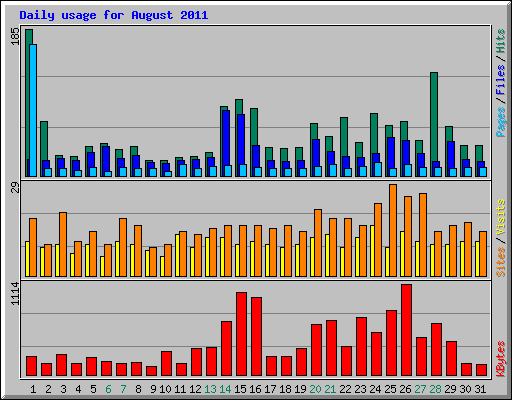 Daily usage for August 2011
185
Pages / Files / Hits
29
Sites / Visits
1114
KBytes
1 2 3 4 5 6 7 8 9 10 11 12 13 14 15 16 17 18 19 20 21 22 23 24 25 26 27 28 29 30 31